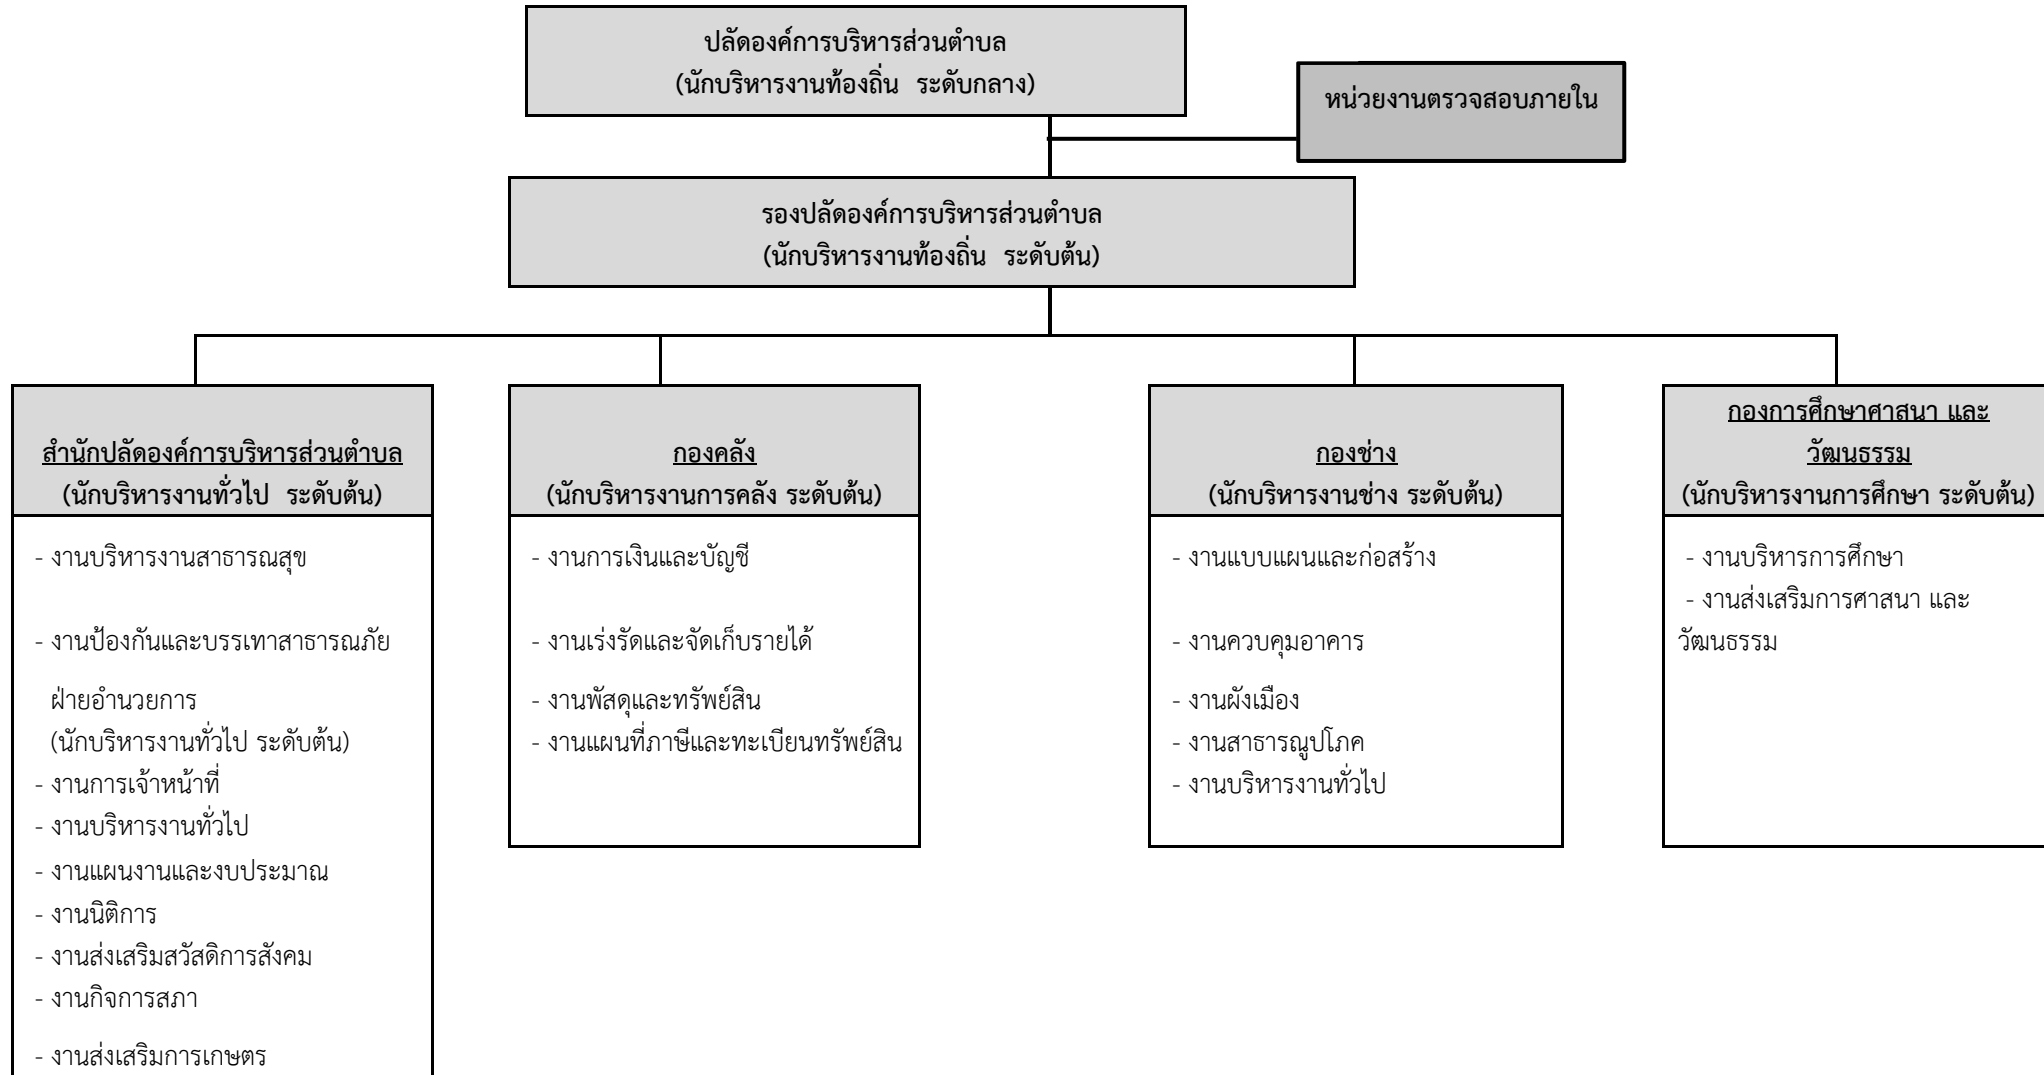 ปลัดองค์การบริหารส่วนตำบล
(นักบริหารงานท้องถิ่น ระดับกลาง)
หน่วยงานตรวจสอบภายใน
รองปลัดองค์การบริหารส่วนตำบล
(นักบริหารงานท้องถิ่น ระดับต้น)
สำนักปลัดองค์การบริหารส่วนตำบล
(นักบริหารงานทั่วไป ระดับต้น)
- งานบริหารงานสาธารณสุข
- งานป้องกันและบรรเทาสาธารณภัย
ฝ่ายอำนวยการ
(นักบริหารงานทั่วไป ระดับต้น)
- งานการเจ้าหน้าที่
- งานบริหารงานทั่วไป
- งานแผนงานและงบประมาณ
- งานนิติการ
- งานส่งเสริมสวัสดิการสังคม
- งานกิจการสภา
- งานส่งเสริมการเกษตร
กองคลัง
(นักบริหารงานการคลัง ระดับต้น)
- งานการเงินและบัญชี
- งานเร่งรัดและจัดเก็บรายได้
- งานพัสดุและทรัพย์สิน
- งานแผนที่ภาษีและทะเบียนทรัพย์สิน
กองช่าง
(นักบริหารงานช่าง ระดับต้น)
- งานแบบแผนและก่อสร้าง
- งานควบคุมอาคาร
- งานผังเมือง
- งานสาธารณูปโภค
- งานบริหารงานทั่วไป
กองการศึกษาศาสนา และ
วัฒนธรรม
(นักบริหารงานการศึกษา ระดับต้น)
- งานบริหารการศึกษา
- งานส่งเสริมการศาสนา และ
วัฒนธรรม